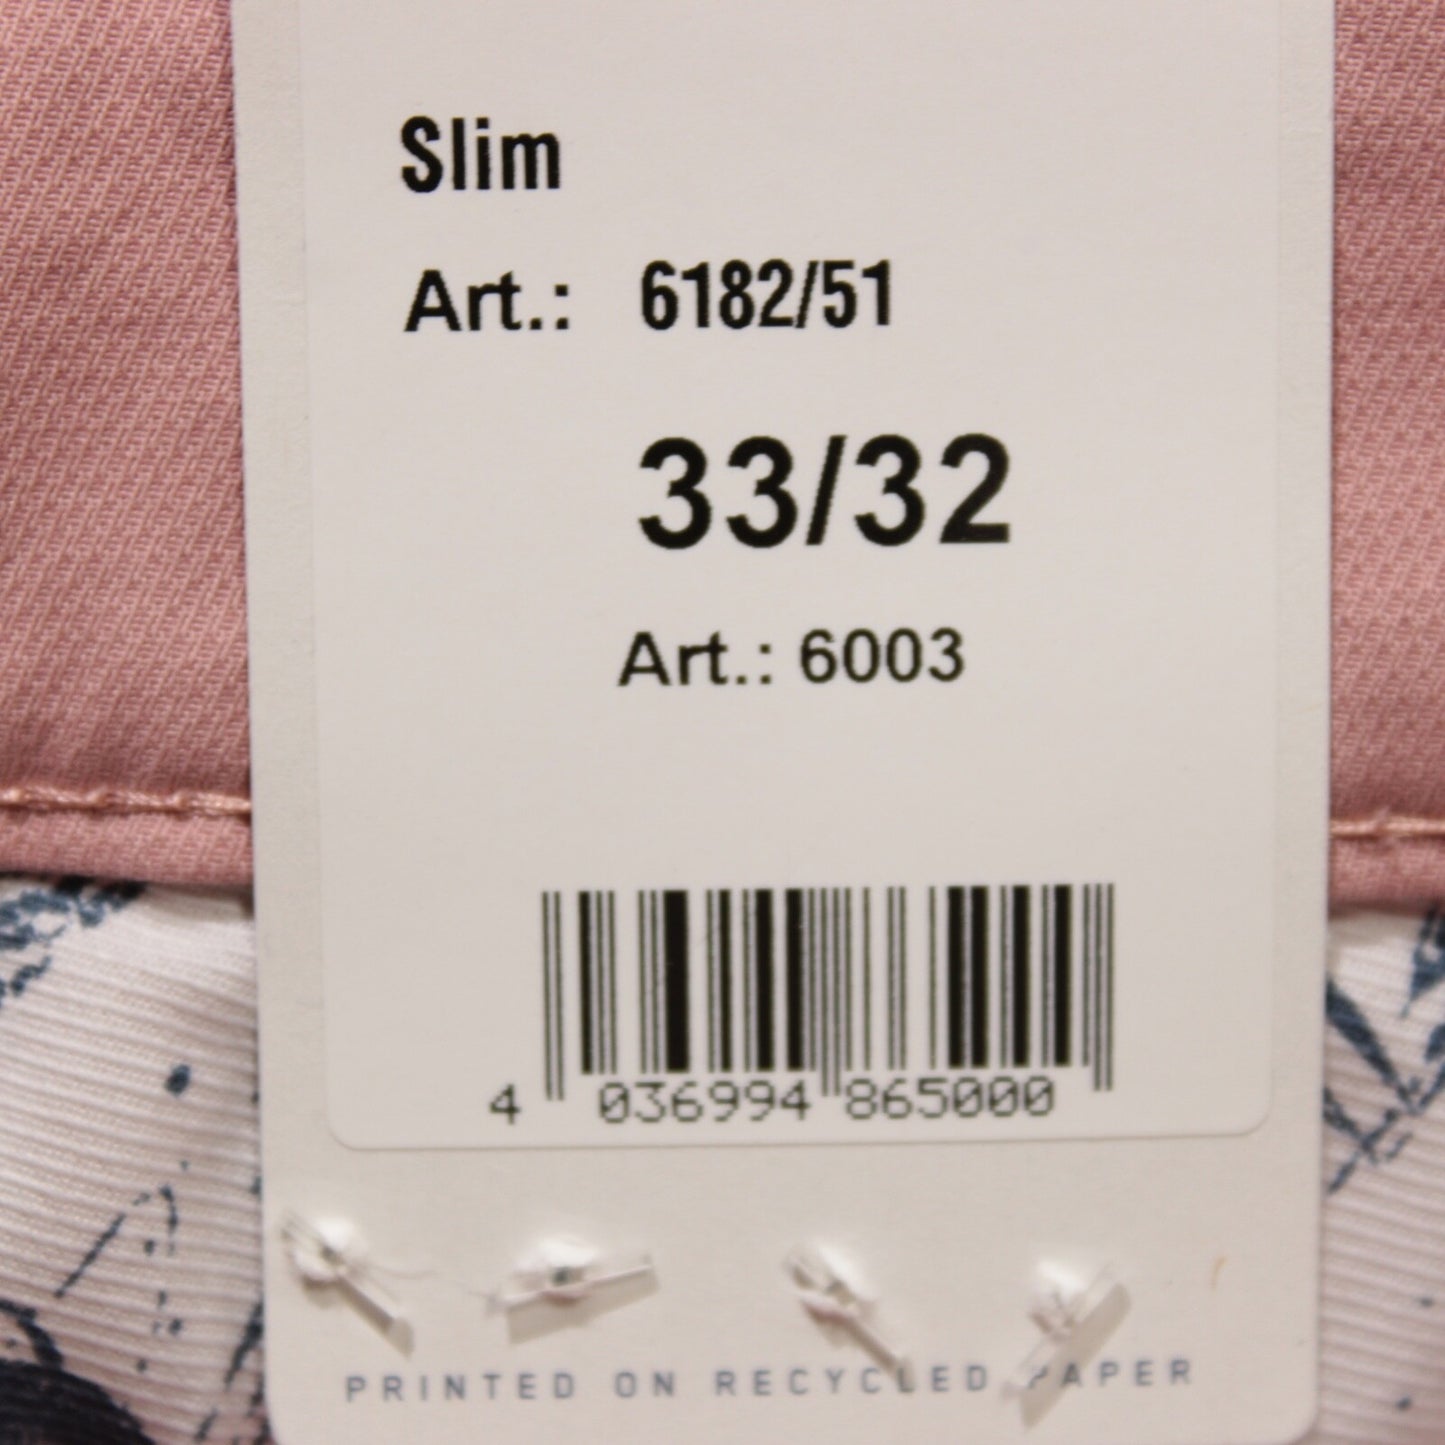 Slim
Art.: 6182/51
33/32
Art.: 6003
4 036994 865000
PRINTED ON RECYCLED PAPER